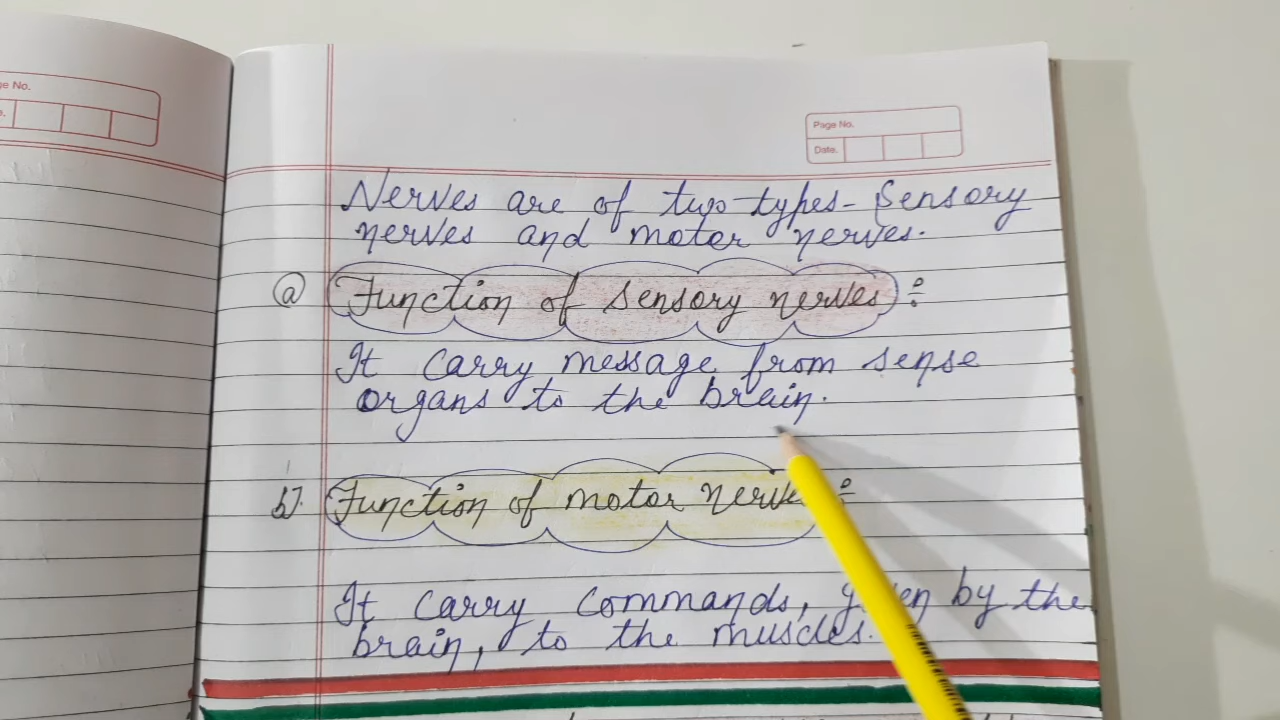 ge No.
Page No.
Date.
Nerves are of two types- Sensory
nerves and motor nerves.
(a) Function of sensory nerves :
It carry message from sense
organs to the brain.
b). Function of motor nerves :
It carry commands, given by the
brain, to the muscles.